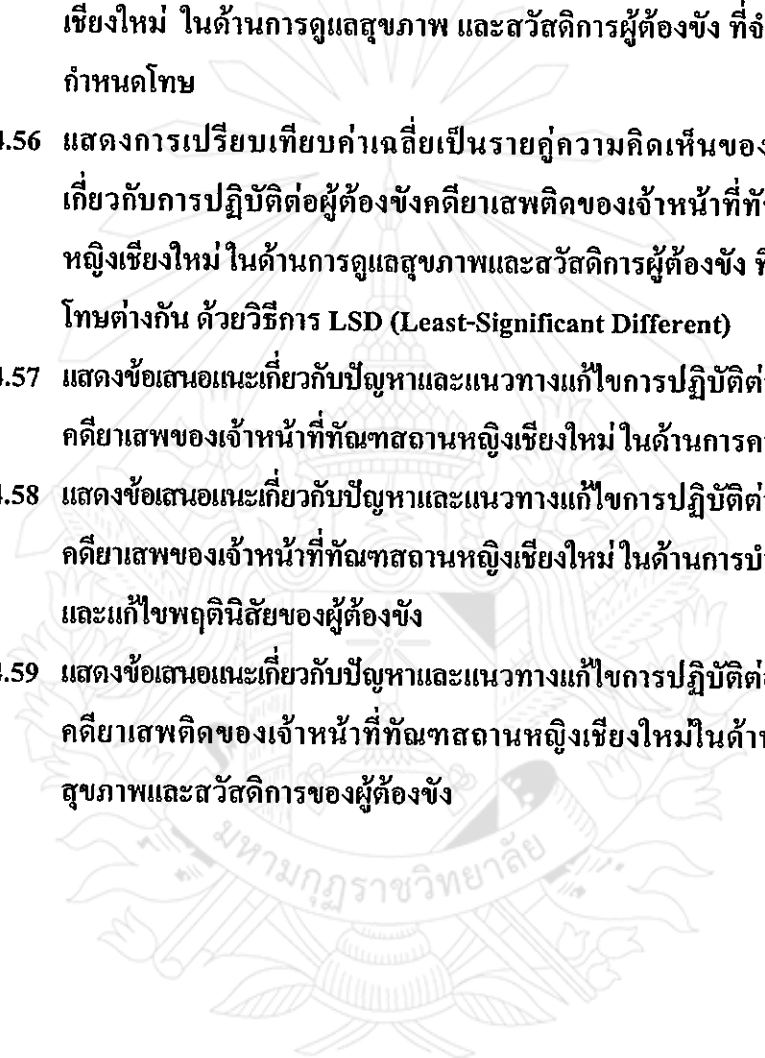 เชียงใหม่ ในด้านการดูแลสุขภาพ และสวัสดิการผู้ต้องขัง ที่จำ
กำหนดโทษ
4.56 แสดงการเปรียบเทียบค่าเฉลี่ยเป็นรายคู่ความคิดเห็นของ
เกี่ยวกับการปฏิบัติต่อผู้ต้องขังคดียาเสพติดของเจ้าหน้าที่ทั
หญิงเชียงใหม่ ในด้านการดูแลสุขภาพและสวัสดิการผู้ต้องขัง ที
โทษต่างกัน ด้วยวิธีการ LSD (Least-Significant Different)
4.57 แสดงข้อเสนอแนะเกี่ยวกับปัญหาและแนวทางแก้ไขการปฏิบัติต่
คดียาเสพของเจ้าหน้าที่ทัณฑสถานหญิงเชียงใหม่ ในด้านการค
4.58 แสดงข้อเสนอแนะเกี่ยวกับปัญหาและแนวทางแก้ไขการปฏิบัติต่
คดียาเสพของเจ้าหน้าที่ทัณฑสถานหญิงเชียงใหม่ ในด้านการบำ
และแก้ไขพฤตินิสัยของผู้ต้องขัง
4.59 แสดงข้อเสนอแนะเกี่ยวกับปัญหาและแนวทางแก้ไขการปฏิบัติต่อ
คดียาเสพติดของเจ้าหน้าที่ทัณฑสถานหญิงเชียงใหม่ในด้า
สุขภาพและสวัสดิการของผู้ต้องขัง
มหามกุฏราชวิทยาลัย